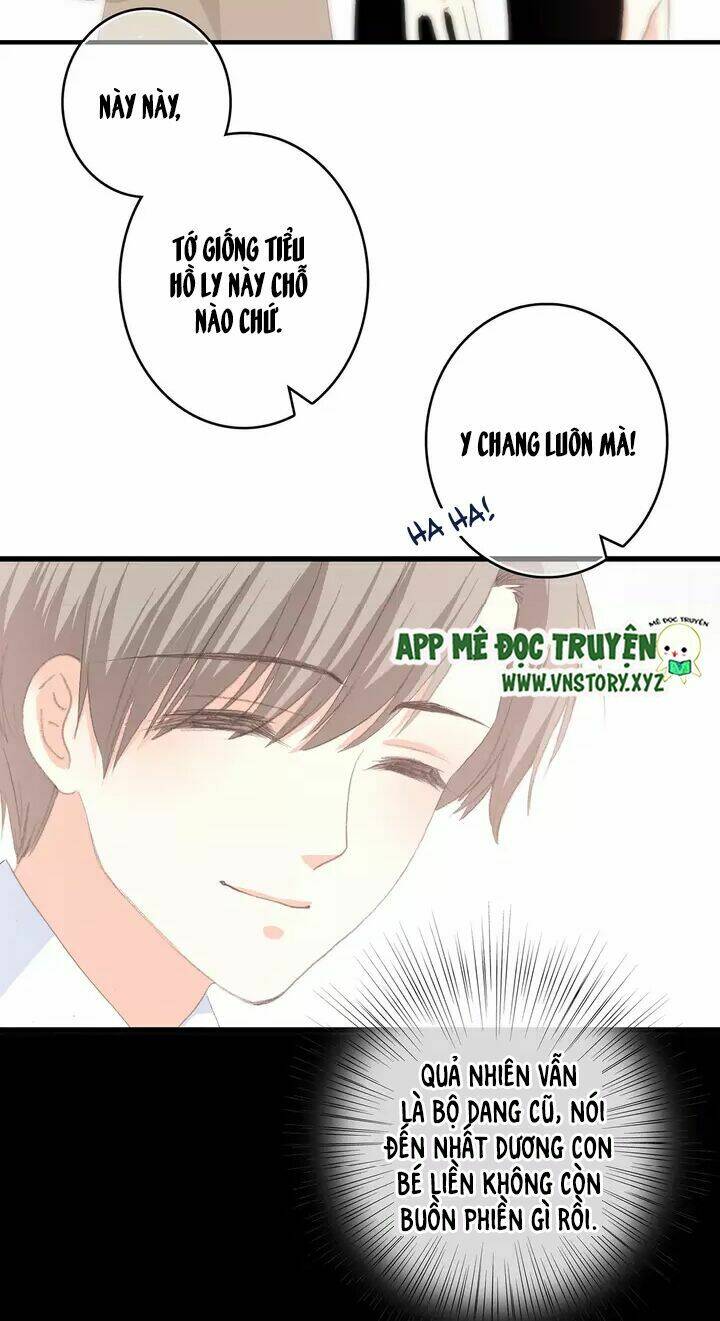 NÀY NÀY,
TỚ GIỐNG TIỂU
HỒ LY NÀY CHỖ
NÀO CHỨ.
Y CHANG LUÔN MÀ!
HA HA!
MÊ ĐỌC TRUYỆN
APP MÊ ĐỌC TRUYỆN
WWW.VNSTORY.XYZ
QUẢ NHIÊN VẪN
LÀ BỘ DANG CŨ, NÓI
ĐẾN NHẤT DƯƠNG CON
BÉ LIỀN KHÔNG CÒN
BUỒN PHIỀN GÌ RỒI.